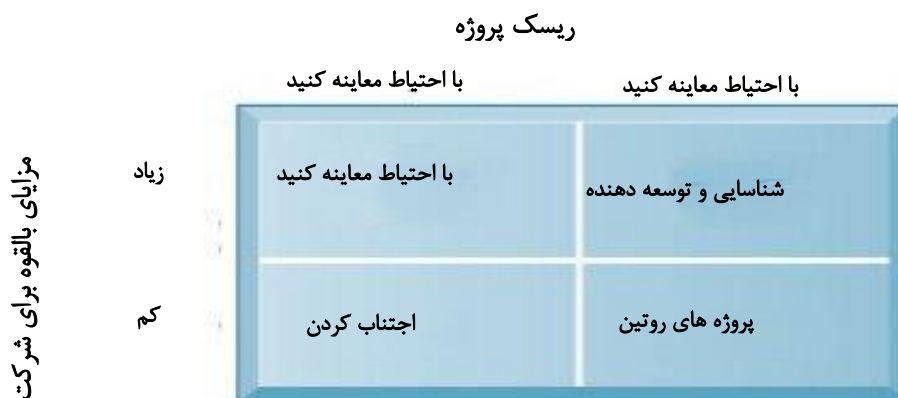 ریسک پروژه
با احتیاط معاینه کنید
با احتیاط معاینه کنید
مزایای بالقوه برای شرکت
زیاد
با احتیاط معاینه کنید
شناسایی و توسعه دهنده
کم
اجتناب کردن
پروژه های روتین